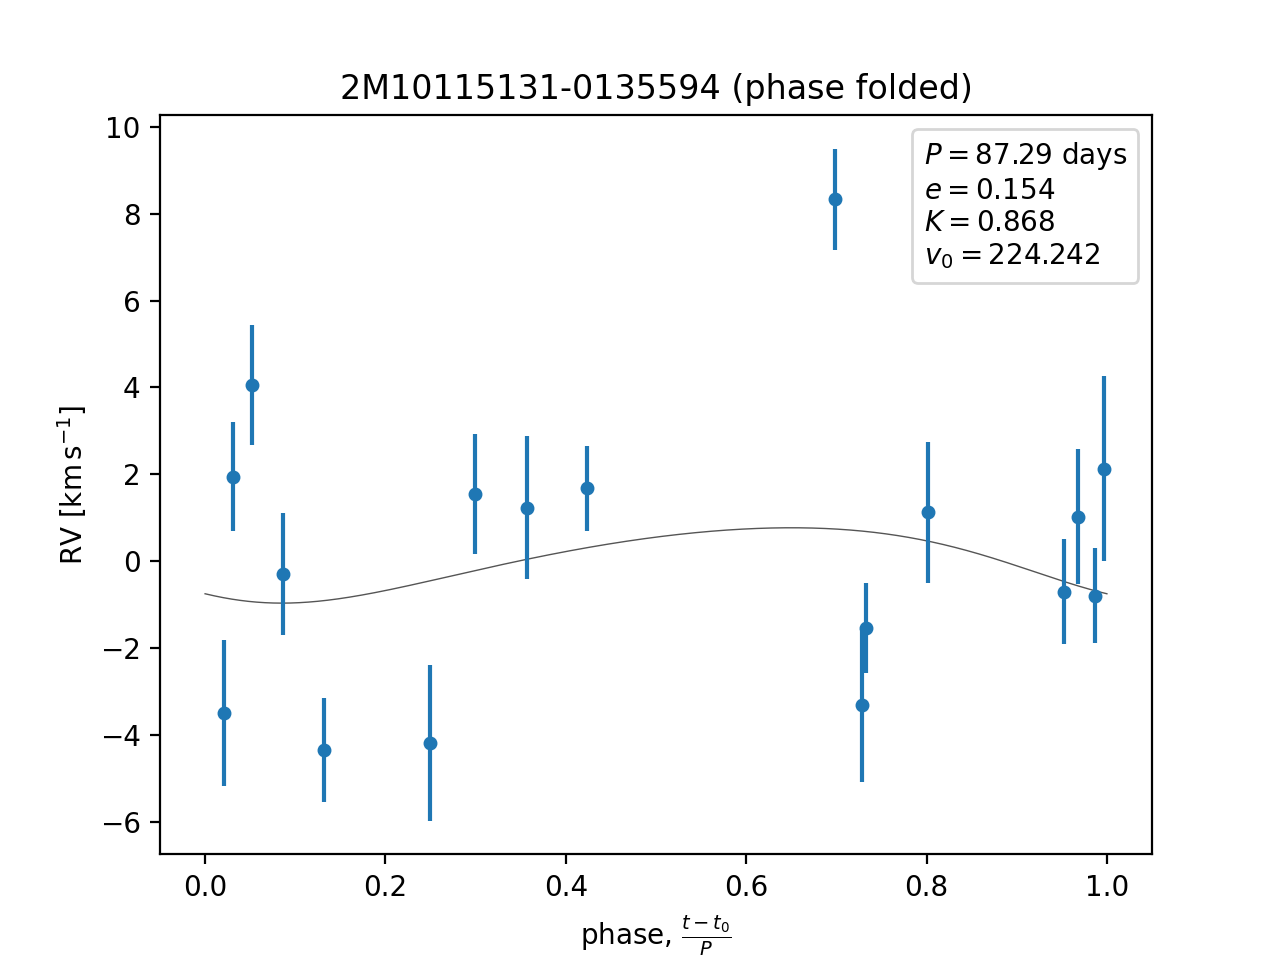 2M10115131-0135594 (phase folded)
P = 87.29 days
e = 0.154
K = 0.868
v₀ = 224.242
RV [km s⁻¹]
10
8
6
4
2
0
−2
−4
−6
0.0 0.2 0.4 0.6 0.8 1.0
phase, (t − t₀)/P